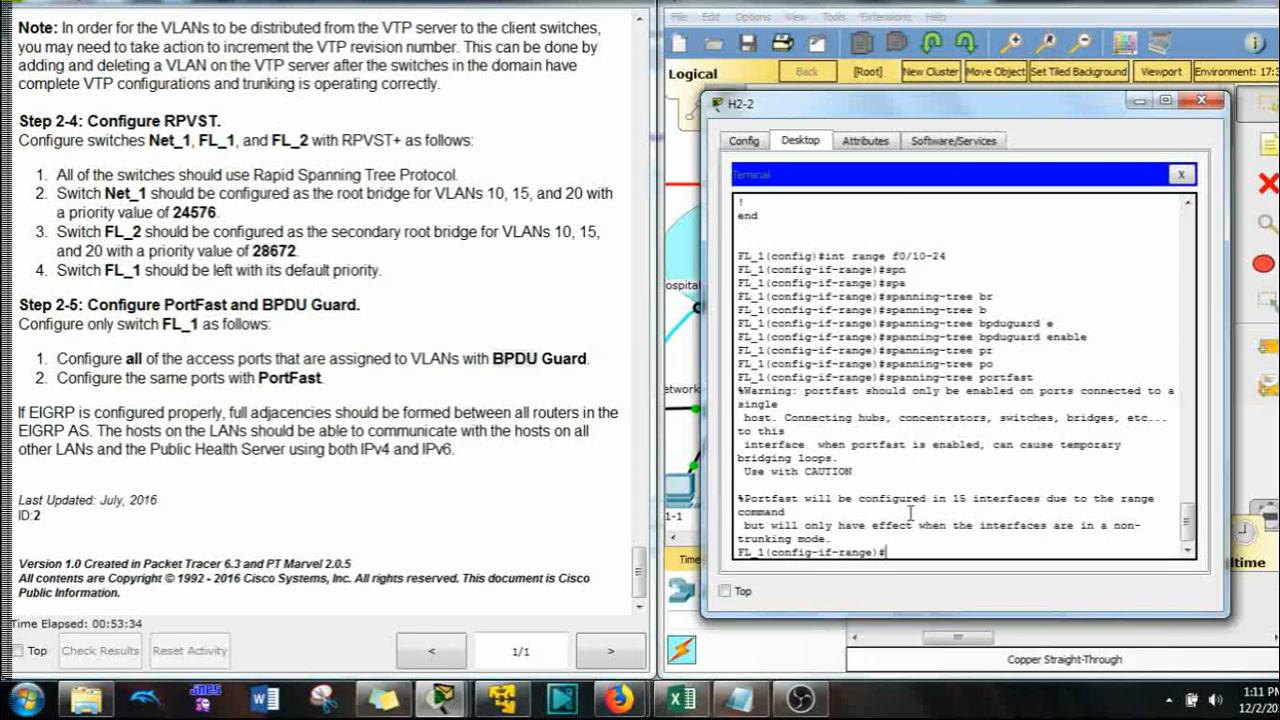 Note: In order for the VLANs to be distributed from the VTP server to the client switches,
you may need to take action to increment the VTP revision number. This can be done by
adding and deleting a VLAN on the VTP server after the switches in the domain have
complete VTP configurations and trunking is operating correctly.
Step 2-4: Configure RPVST.
Configure switches Net_1, FL_1, and FL_2 with RPVST+ as follows:
1. All of the switches should use Rapid Spanning Tree Protocol.
2. Switch Net_1 should be configured as the root bridge for VLANs 10, 15, and 20 with
a priority value of 24576.
3. Switch FL_2 should be configured as the secondary root bridge for VLANs 10, 15,
and 20 with a priority value of 28672.
4. Switch FL_1 should be left with its default priority.
Step 2-5: Configure PortFast and BPDU Guard.
Configure only switch FL_1 as follows:
1. Configure all of the access ports that are assigned to VLANs with BPDU Guard.
2. Configure the same ports with PortFast.
If EIGRP is configured properly, full adjacencies should be formed between all routers in the
EIGRP AS. The hosts on the LANs should be able to communicate with the hosts on all
other LANs and the Public Health Server using both IPv4 and IPv6.
Last Updated: July, 2016
ID:2
Version 1.0 Created in Packet Tracer 6.3 and PT Marvel 2.0.5
All contents are Copyright © 1992 - 2016 Cisco Systems, Inc. All rights reserved. This document is Cisco
Public Information.
Time Elapsed: 00:53:34
Top Check Results Reset Activity < 1/1 >
File Edit Options View Tools Extensions Help
Logical Back [Root] New Cluster Move Object Set Tiled Background Viewport Environment: 17:3
H2-2
Config Desktop Attributes Software/Services
Terminal X
!
end
FL_1(config)#int range f0/10-24
FL_1(config-if-range)#spn
FL_1(config-if-range)#spa
FL_1(config-if-range)#spanning-tree br
FL_1(config-if-range)#spanning-tree b
FL_1(config-if-range)#spanning-tree bpduguard e
FL_1(config-if-range)#spanning-tree bpduguard enable
FL_1(config-if-range)#spanning-tree pr
FL_1(config-if-range)#spanning-tree po
FL_1(config-if-range)#spanning-tree portfast
%Warning: portfast should only be enabled on ports connected to a
single
host. Connecting hubs, concentrators, switches, bridges, etc...
to this
interface when portfast is enabled, can cause temporary
bridging loops.
Use with CAUTION
%Portfast will be configured in 15 interfaces due to the range
command
but will only have effect when the interfaces are in a non-
trunking mode.
FL_1(config-if-range)#
Top
ospita
etwork
1-1
Time
ltime
Copper Straight-Through
1:11 PM
12/2/20